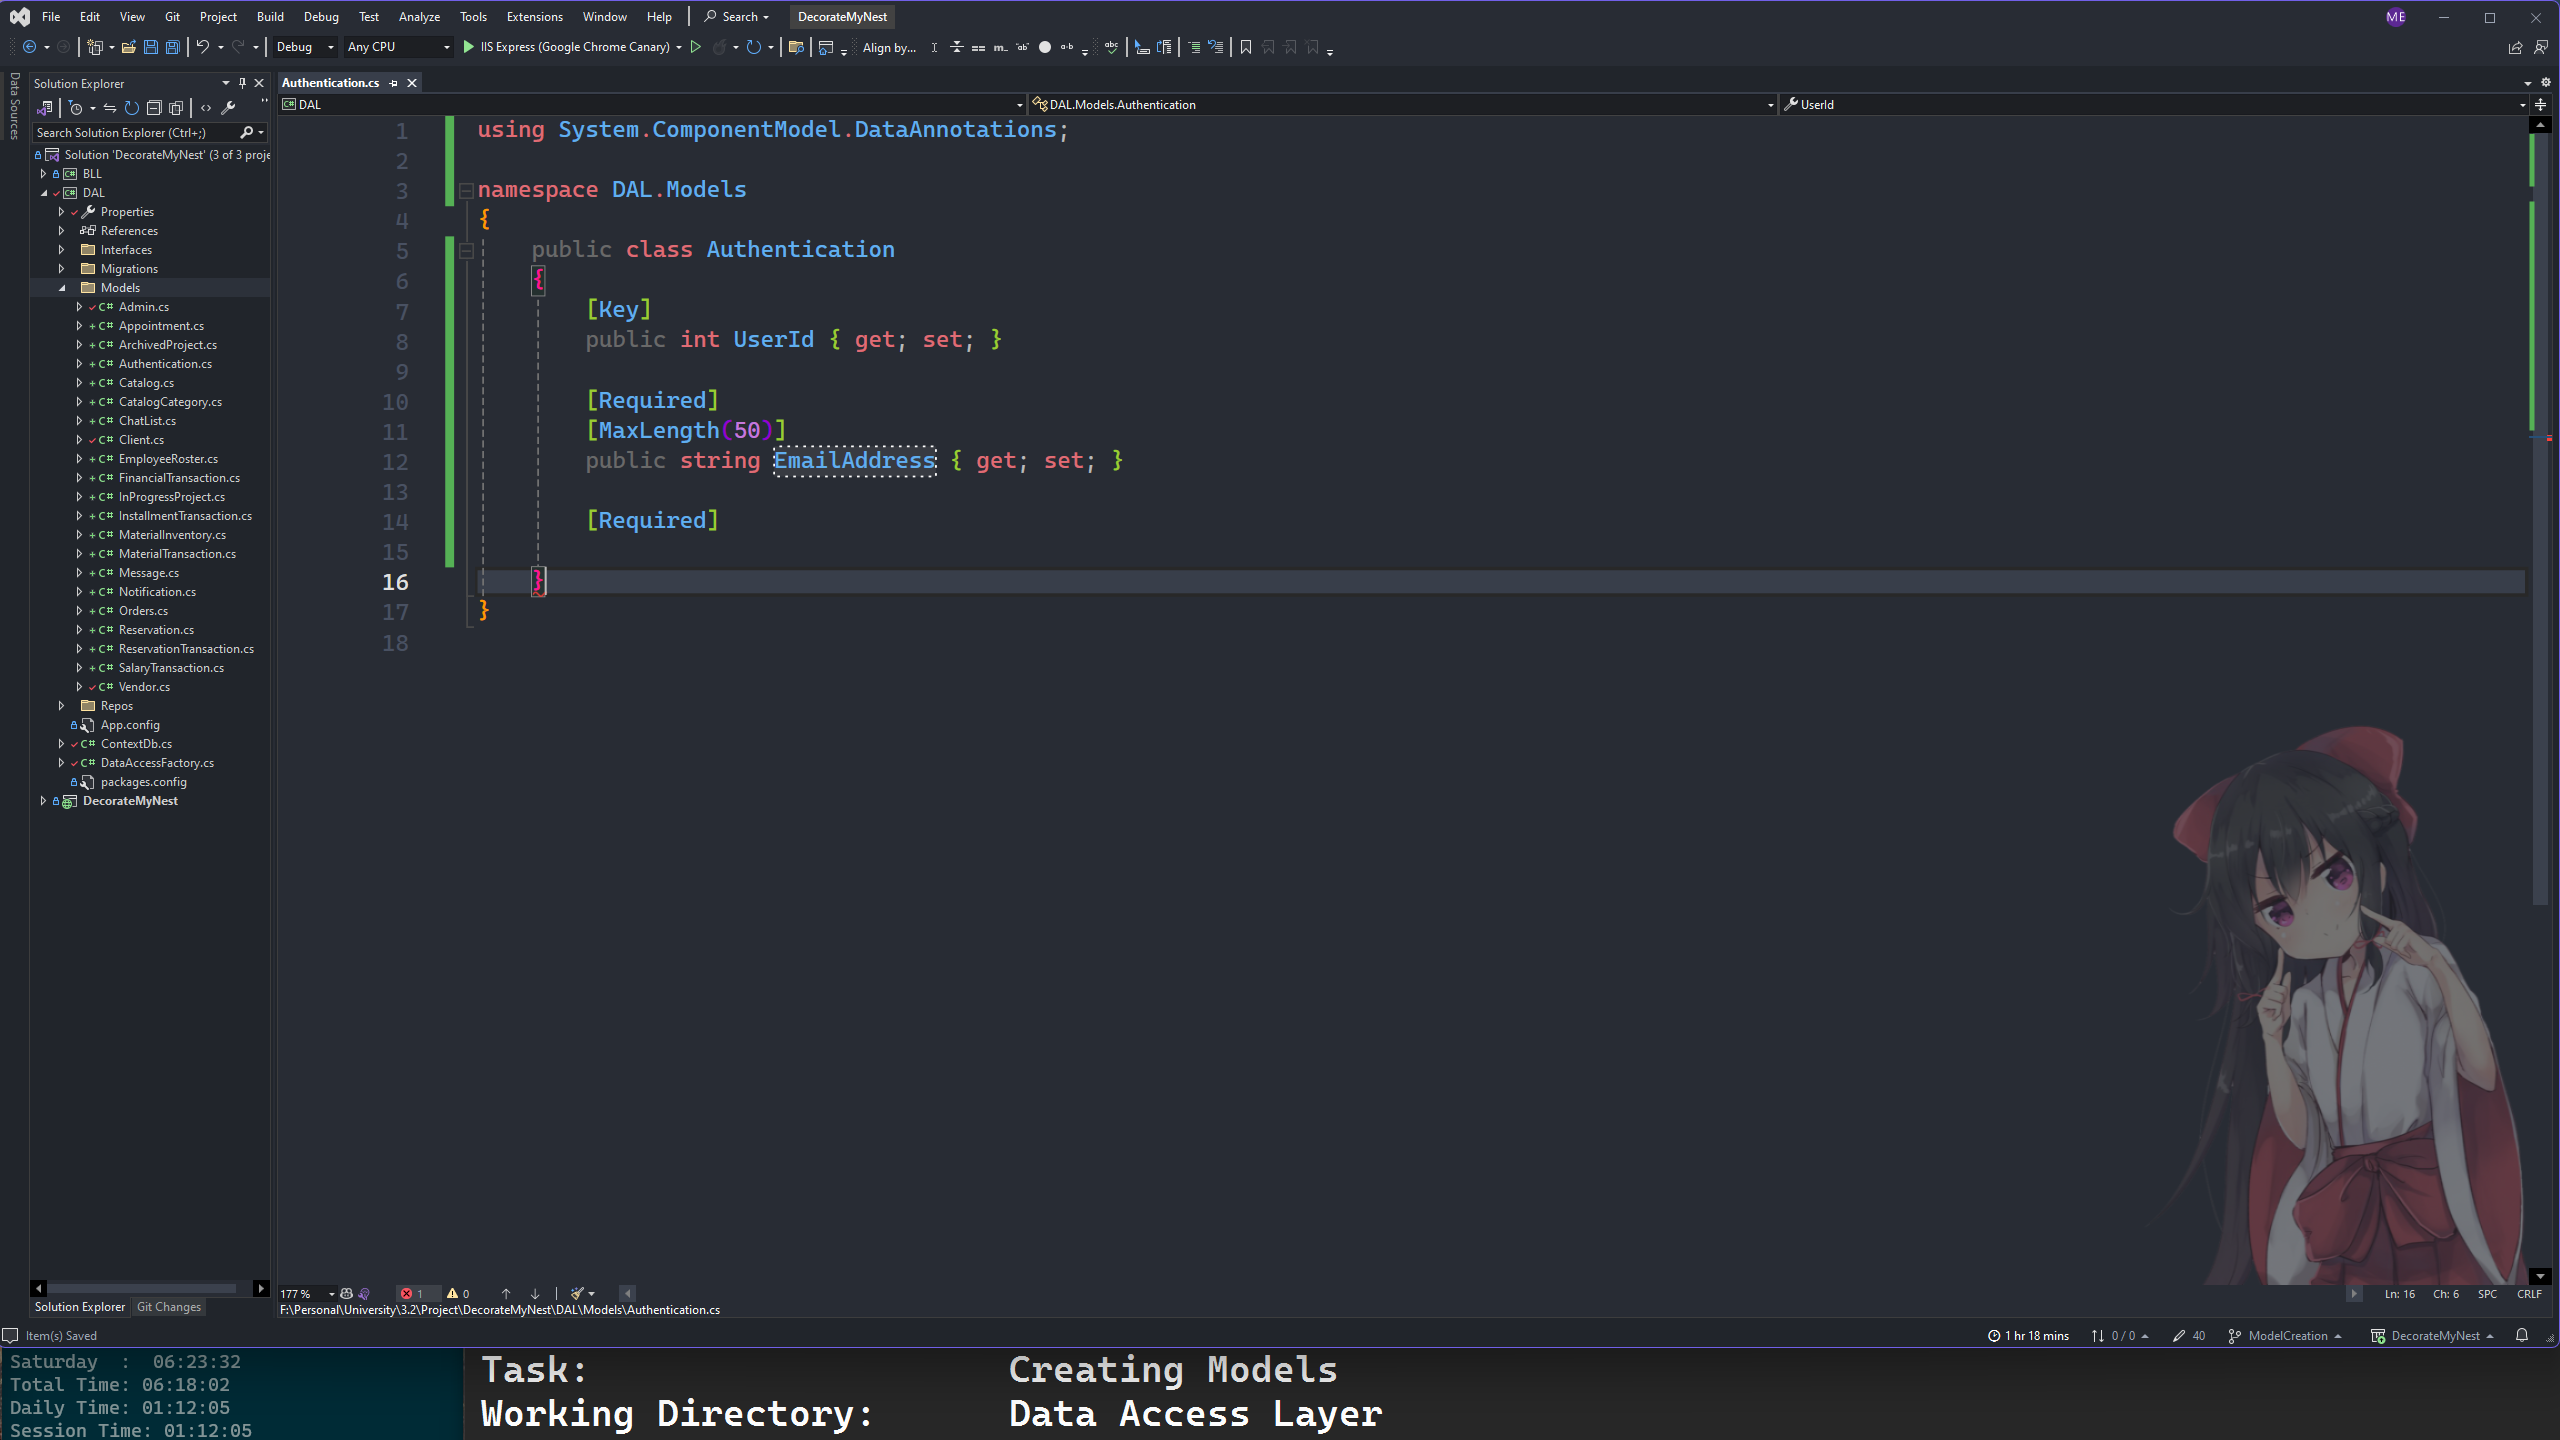 File Edit View Git Project Build Debug Test Analyze Tools Extensions Window Help Search DecorateMyNest ME
Debug Any CPU IIS Express (Google Chrome Canary) Align by...
Data Sources
Solution Explorer
Search Solution Explorer (Ctrl+;)
Solution 'DecorateMyNest' (3 of 3 proje
BLL
DAL
Properties
References
Interfaces
Migrations
Models
Admin.cs
Appointment.cs
ArchivedProject.cs
Authentication.cs
Catalog.cs
CatalogCategory.cs
ChatList.cs
Client.cs
EmployeeRoster.cs
FinancialTransaction.cs
InProgressProject.cs
InstallmentTransaction.cs
MaterialInventory.cs
MaterialTransaction.cs
Message.cs
Notification.cs
Orders.cs
Reservation.cs
ReservationTransaction.cs
SalaryTransaction.cs
Vendor.cs
Repos
App.config
ContextDb.cs
DataAccessFactory.cs
packages.config
DecorateMyNest
Solution Explorer Git Changes
Authentication.cs
DAL DAL.Models.Authentication UserId
1 using System.ComponentModel.DataAnnotations;
2
3 namespace DAL.Models
4 {
5 public class Authentication
6 {
7 [Key]
8 public int UserId { get; set; }
9
10 [Required]
11 [MaxLength(50)]
12 public string EmailAddress { get; set; }
13
14 [Required]
15
16 }
17 }
18
177 % 1 0 Ln: 16 Ch: 6 SPC CRLF
F:\Personal\University\3.2\Project\DecorateMyNest\DAL\Models\Authentication.cs
Item(s) Saved 1 hr 18 mins 0 / 0 40 ModelCreation DecorateMyNest
Saturday : 06:23:32
Total Time: 06:18:02
Daily Time: 01:12:05
Session Time: 01:12:05
Task: Creating Models
Working Directory: Data Access Layer